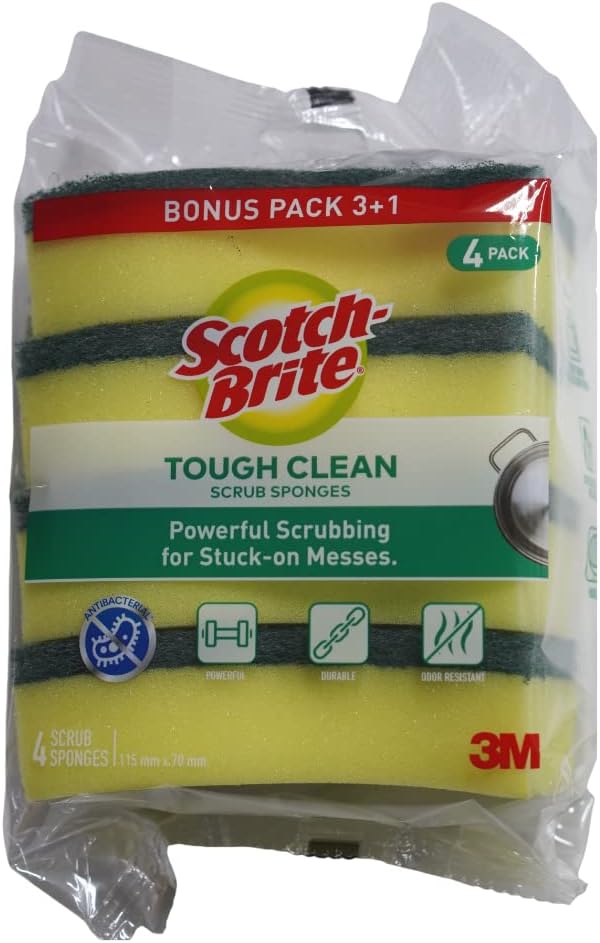 BONUS PACK 3+1
4 PACK
Scotch-
Brite®
TOUGH CLEAN
SCRUB SPONGES
Powerful Scrubbing
for Stuck-on Messes.
ANTIBACTERIAL
POWERFUL
DURABLE
ODOR RESISTANT
4 SCRUB
SPONGES
115 mm x 70 mm
3M